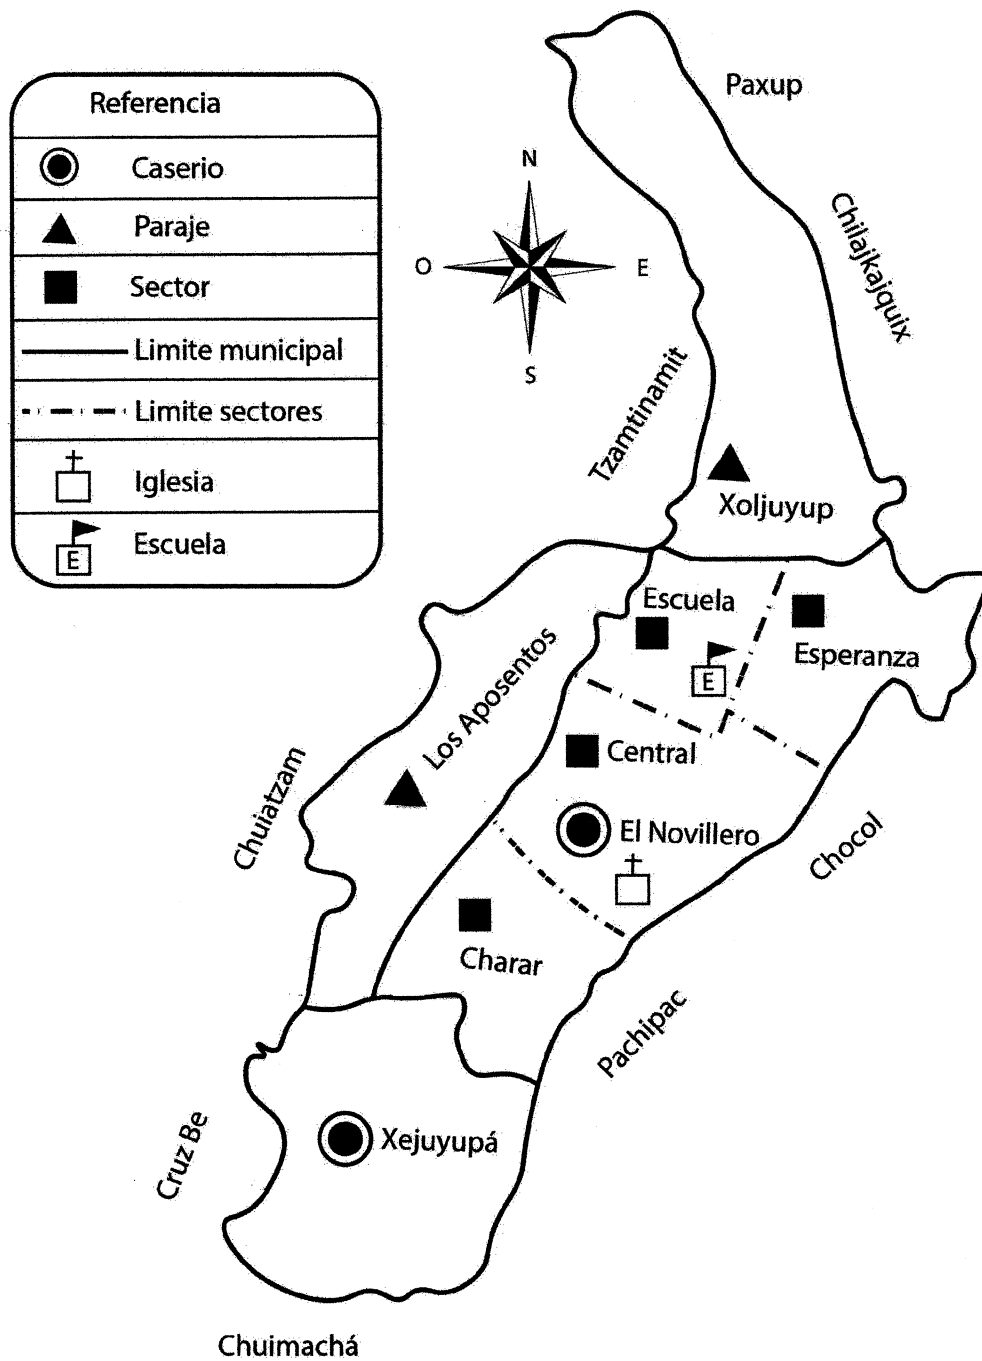 Referencia
Caserio
Paraje
Sector
Limite municipal
Limite sectores
Iglesia
E
Escuela
N
O
E
S
Paxup
Chilajkajquix
Tzamtinamit
Xoljuyup
Escuela
E
Esperanza
Los Aposentos
Central
Chuiatzam
El Novillero
Chocol
Charar
Pachipac
Xejuyupá
Cruz Be
Chuimachá